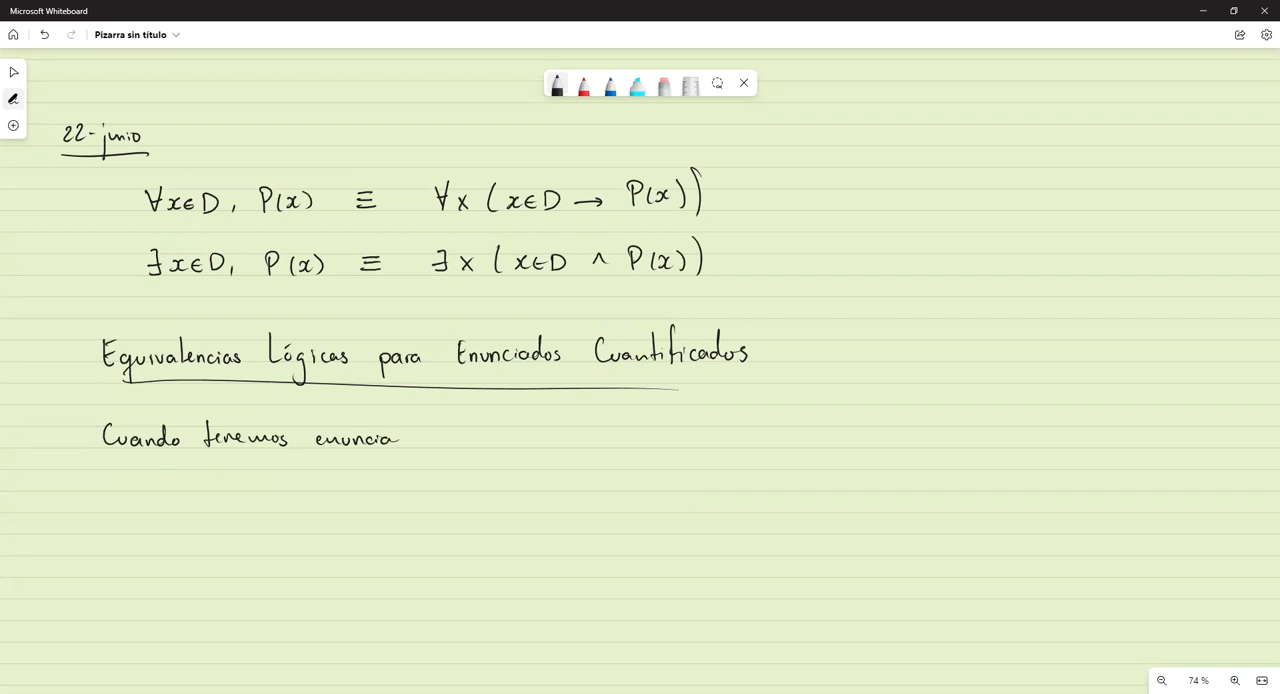 Microsoft Whiteboard
Pizarra sin título
22-junio
∀x∈D, P(x) ≡ ∀x (x∈D → P(x))
∃x∈D, P(x) ≡ ∃x (x∈D ∧ P(x))
Equivalencias Lógicas para Enunciados Cuantificados
Cuando tenemos enuncia
74 %